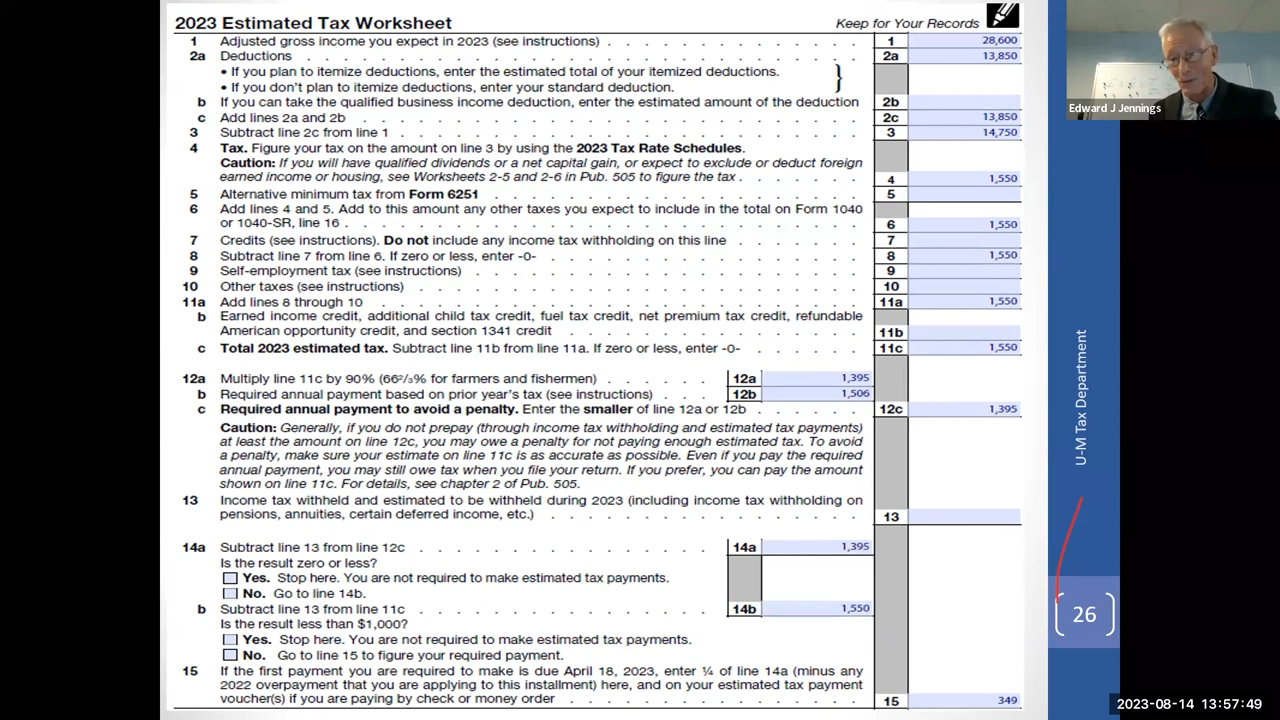 2023 Estimated Tax Worksheet Keep for Your Records
1 Adjusted gross income you expect in 2023 (see instructions) . . . . . . . . . . . . . 1 28,600
2a Deductions . . . . . . . . . . . . . . . . . . . . . . 2a 13,850
• If you plan to itemize deductions, enter the estimated total of your itemized deductions. }
• If you don't plan to itemize deductions, enter your standard deduction.
b If you can take the qualified business income deduction, enter the estimated amount of the deduction 2b
c Add lines 2a and 2b . . . . . . . . . . . . . . . . . . . . 2c 13,850
3 Subtract line 2c from line 1 . . . . . . . . . . . . . . . . . . . 3 14,750
4 Tax. Figure your tax on the amount on line 3 by using the 2023 Tax Rate Schedules.
Caution: If you will have qualified dividends or a net capital gain, or expect to exclude or deduct foreign
earned income or housing, see Worksheets 2-5 and 2-6 in Pub. 505 to figure the tax . . . . . . . 4 1,550
5 Alternative minimum tax from Form 6251 . . . . . . . . . . . . . . . . 5
6 Add lines 4 and 5. Add to this amount any other taxes you expect to include in the total on Form 1040
or 1040-SR, line 16 . . . . . . . . . . . . . . . . . . . . . 6 1,550
7 Credits (see instructions). Do not include any income tax withholding on this line . . . . . . . 7
8 Subtract line 7 from line 6. If zero or less, enter -0- . . . . . . . . . . . . . . 8 1,550
9 Self-employment tax (see instructions) . . . . . . . . . . . . . . . . 9
10 Other taxes (see instructions) . . . . . . . . . . . . . . . . . . 10
11a Add lines 8 through 10 . . . . . . . . . . . . . . . . . . . . 11a 1,550
b Earned income credit, additional child tax credit, fuel tax credit, net premium tax credit, refundable
American opportunity credit, and section 1341 credit . . . . . . . . . . . . . 11b
c Total 2023 estimated tax. Subtract line 11b from line 11a. If zero or less, enter -0- . . . . . . 11c 1,550
12a Multiply line 11c by 90% (66²/₃% for farmers and fishermen) . . . . . . 12a 1,395
b Required annual payment based on prior year's tax (see instructions) . . . 12b 1,506
c Required annual payment to avoid a penalty. Enter the smaller of line 12a or 12b . . . . . . 12c 1,395
Caution: Generally, if you do not prepay (through income tax withholding and estimated tax payments)
at least the amount on line 12c, you may owe a penalty for not paying enough estimated tax. To avoid
a penalty, make sure your estimate on line 11c is as accurate as possible. Even if you pay the required
annual payment, you may still owe tax when you file your return. If you prefer, you can pay the amount
shown on line 11c. For details, see chapter 2 of Pub. 505.
13 Income tax withheld and estimated to be withheld during 2023 (including income tax withholding on
pensions, annuities, certain deferred income, etc.) . . . . . . . . . . . . . . 13
14a Subtract line 13 from line 12c . . . . . . . . . . . . . 14a 1,395
Is the result zero or less?
Yes. Stop here. You are not required to make estimated tax payments.
No. Go to line 14b.
b Subtract line 13 from line 11c . . . . . . . . . . . . . 14b 1,550
Is the result less than $1,000?
Yes. Stop here. You are not required to make estimated tax payments.
No. Go to line 15 to figure your required payment.
15 If the first payment you are required to make is due April 18, 2023, enter ¼ of line 14a (minus any
2022 overpayment that you are applying to this installment) here, and on your estimated tax payment
voucher(s) if you are paying by check or money order . . . . . . . . . . . . . 15 349
Edward J Jennings
U-M Tax Department
26
2023-08-14 13:57:49